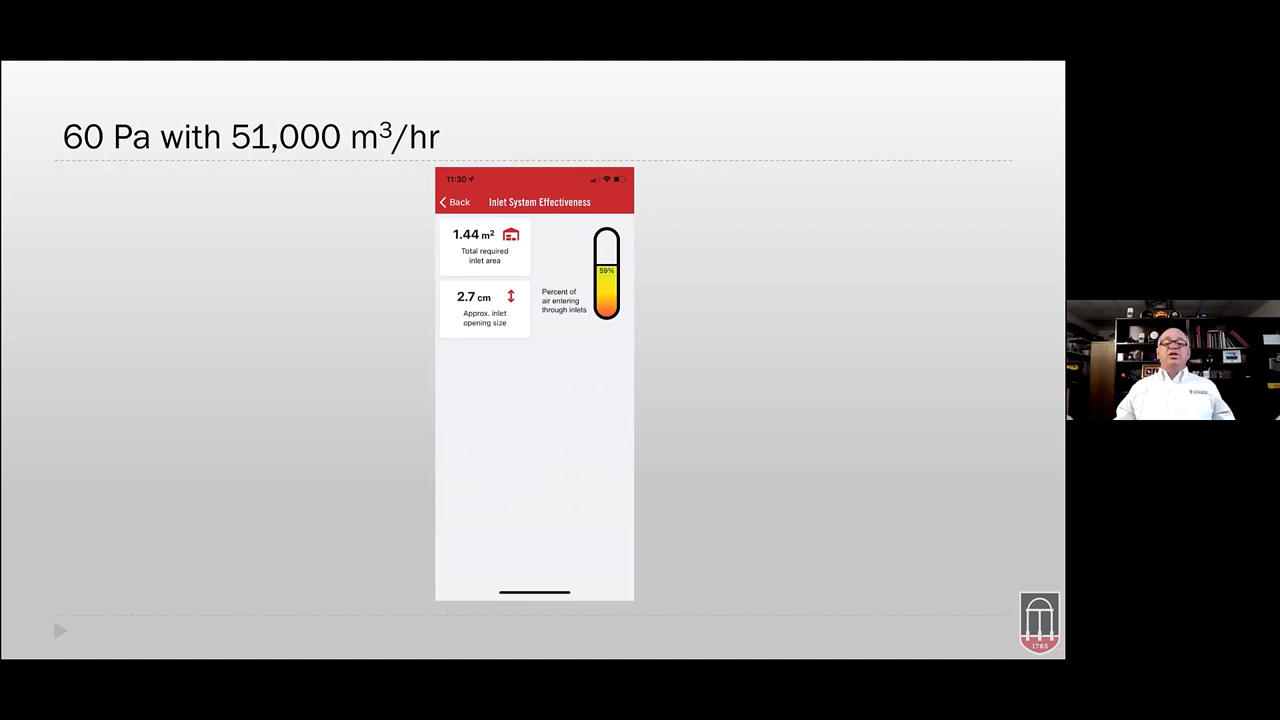 60 Pa with 51,000 m³/hr
11:30
Back
Inlet System Effectiveness
1.44 m²
Total required
inlet area
2.7 cm
Approx. inlet
opening size
Percent of
air entering
through inlets
59%
1785